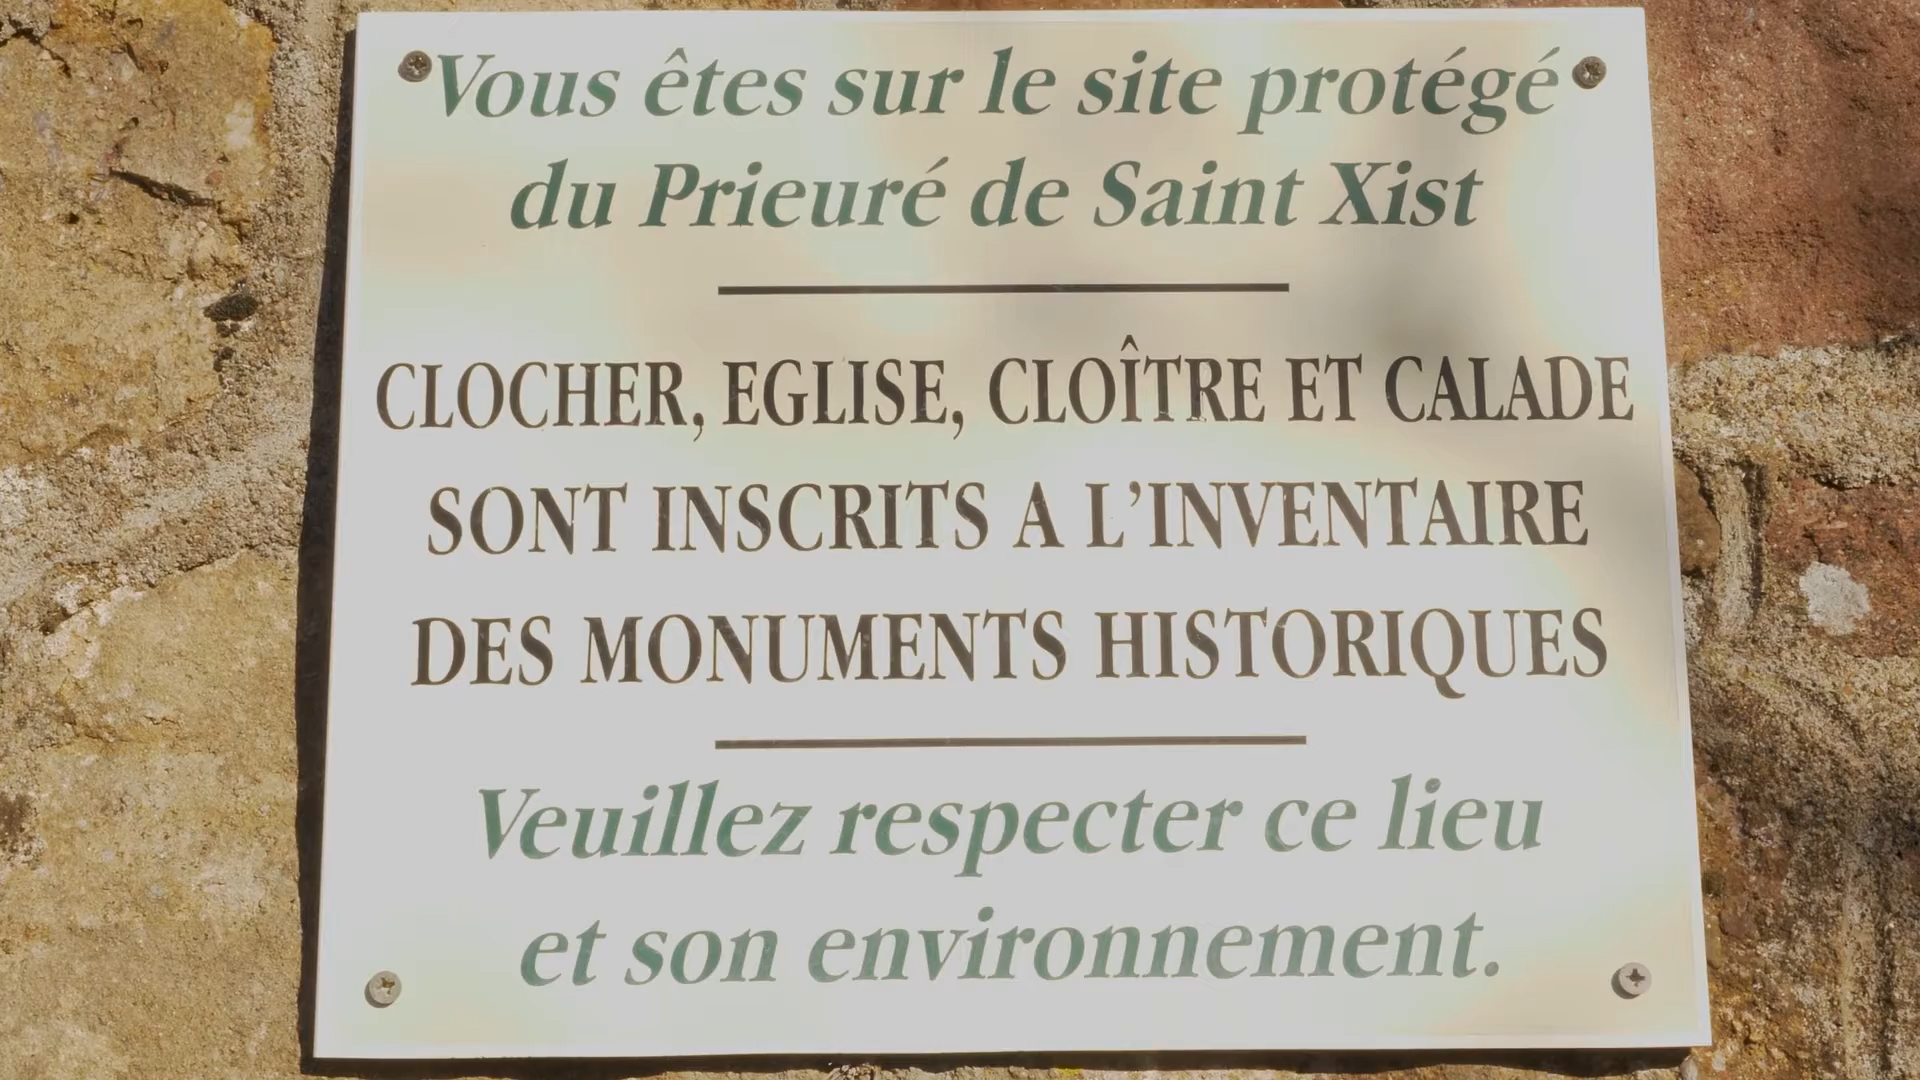 Vous êtes sur le site protégé
du Prieuré de Saint Xist
CLOCHER, EGLISE, CLOÎTRE ET CALADE
SONT INSCRITS A L'INVENTAIRE
DES MONUMENTS HISTORIQUES
Veuillez respecter ce lieu
et son environnement.